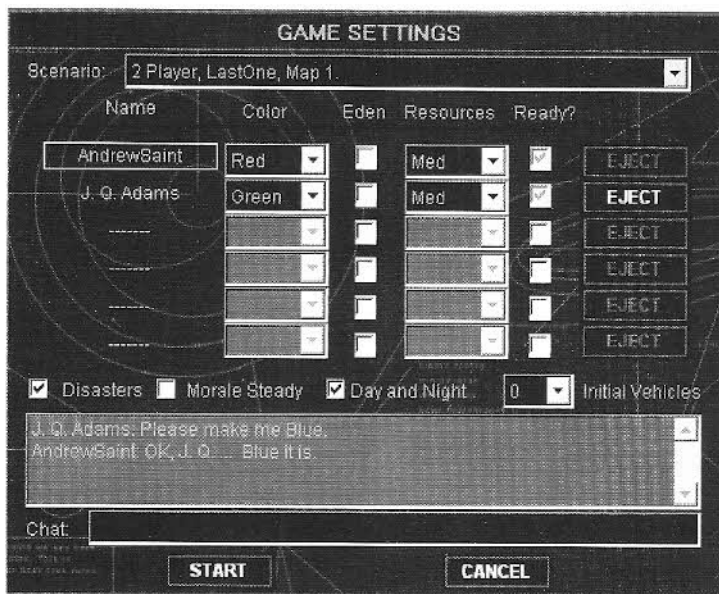 GAME SETTINGS
Scenario: 2 Player, LastOne, Map 1.
Name Color Eden Resources Ready?
AndrewSaint Red Med EJECT
J. Q. Adams Green Med EJECT
------ EJECT
------ EJECT
------ EJECT
------ EJECT
Disasters Morale Steady Day and Night 0 Initial Vehicles
J. Q. Adams: Please make me Blue.
AndrewSaint: OK, J. Q. ... Blue it is.
Chat:
START CANCEL